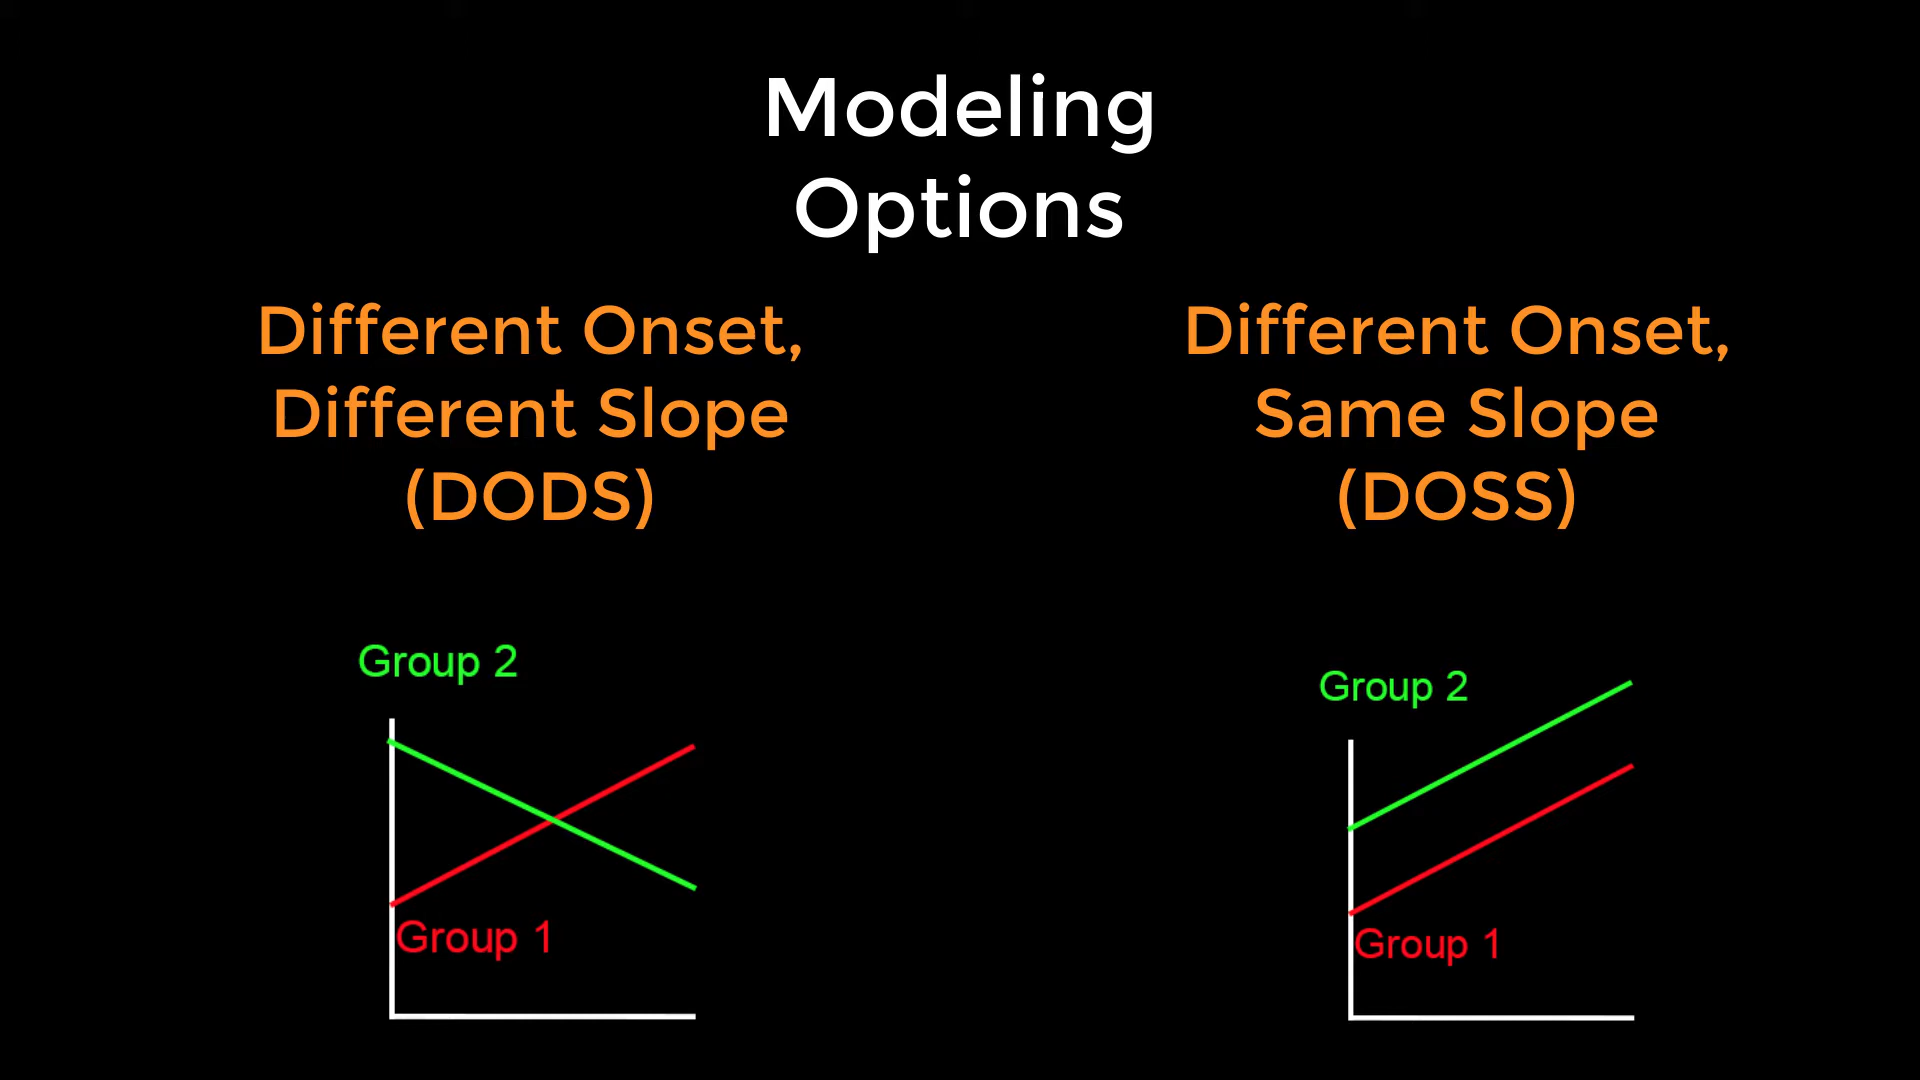 Modeling
Options
Different Onset,
Different Slope
(DODS)
Different Onset,
Same Slope
(DOSS)
Group 2
Group 1
Group 2
Group 1